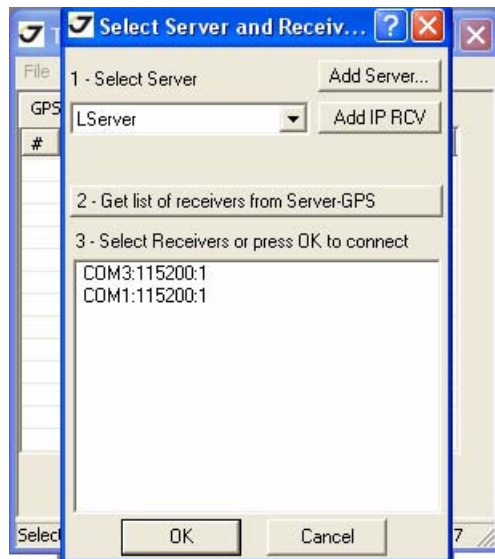 Select Server and Receiv...
File
1 - Select Server
Add Server...
GPS
LServer
Add IP RCV
#
2 - Get list of receivers from Server-GPS
3 - Select Receivers or press OK to connect
COM3:115200:1
COM1:115200:1
Select
OK
Cancel
7